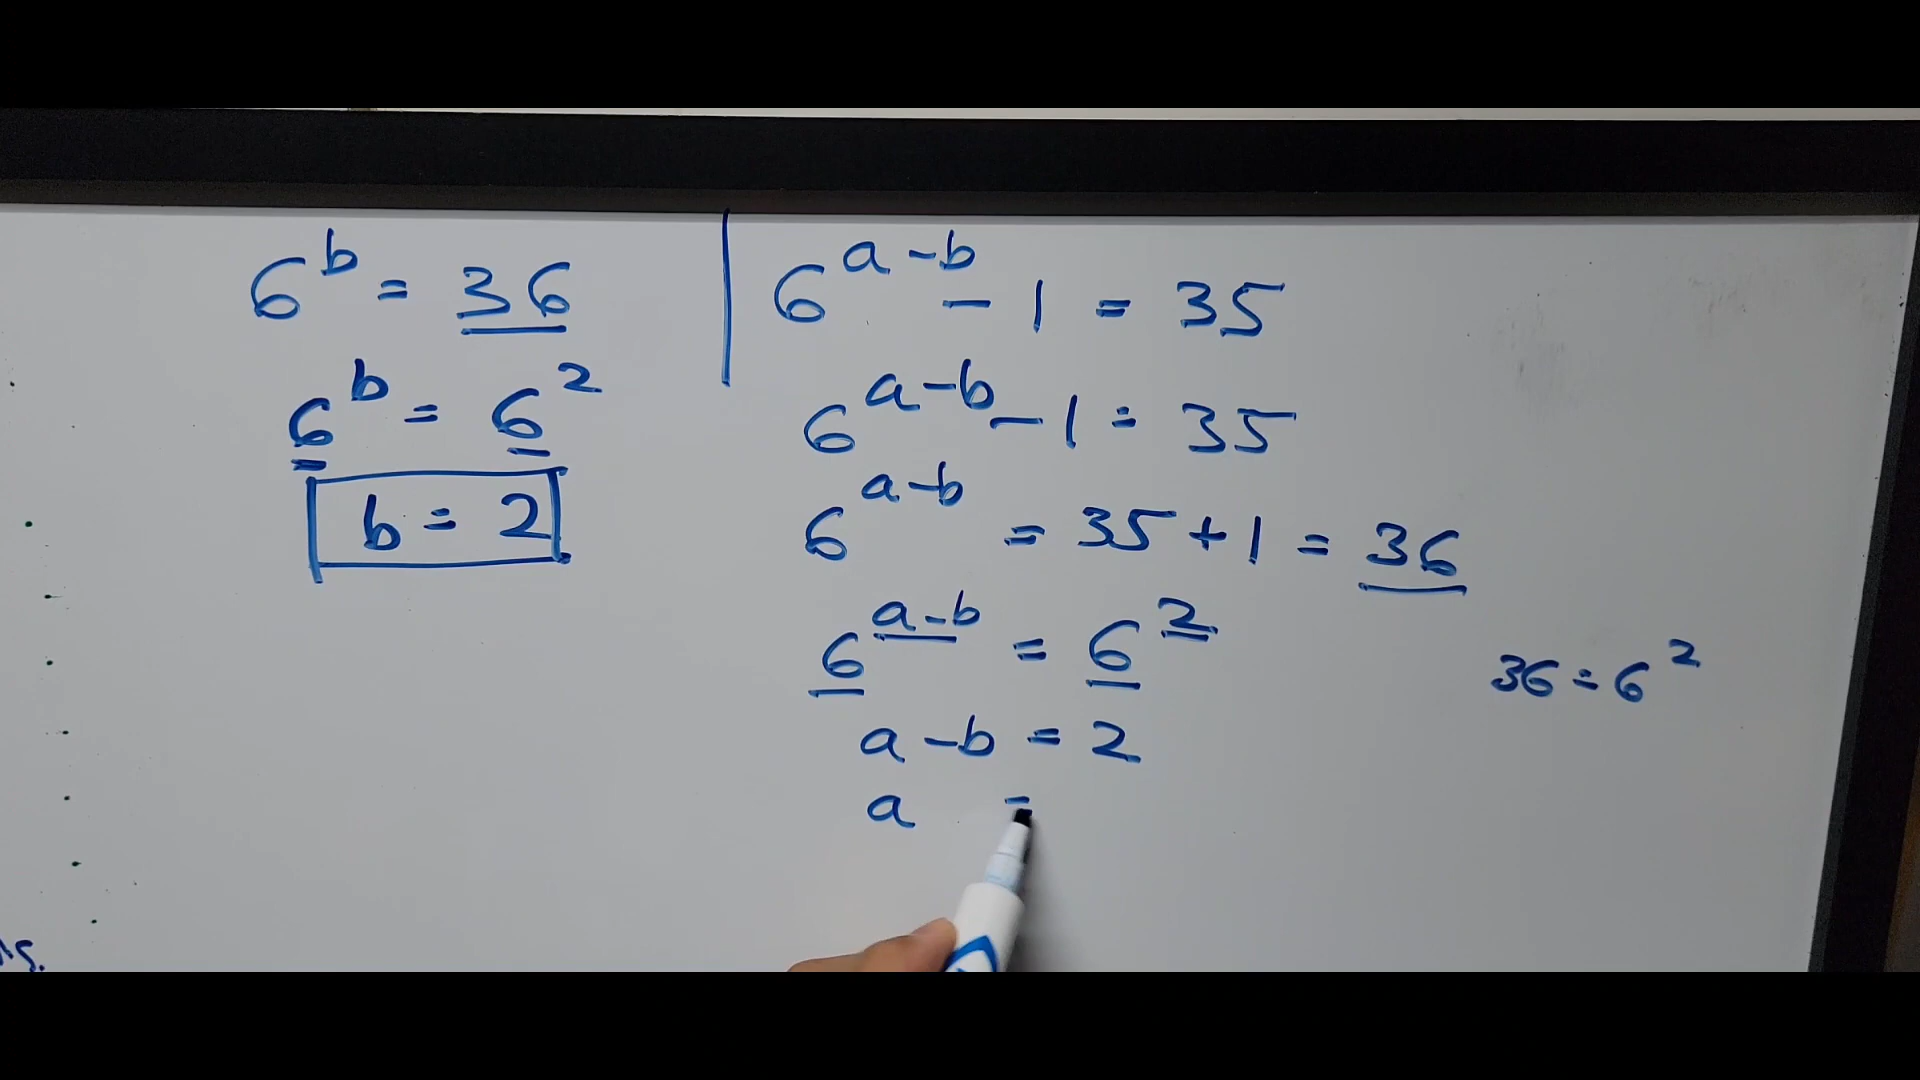 6^b = 36
6^b = 6^2
b = 2
6^(a-b) - 1 = 35
6^(a-b) - 1 = 35
6^(a-b) = 35 + 1 = 36
6^(a-b) = 6^2
36 = 6^2
a - b = 2
a =